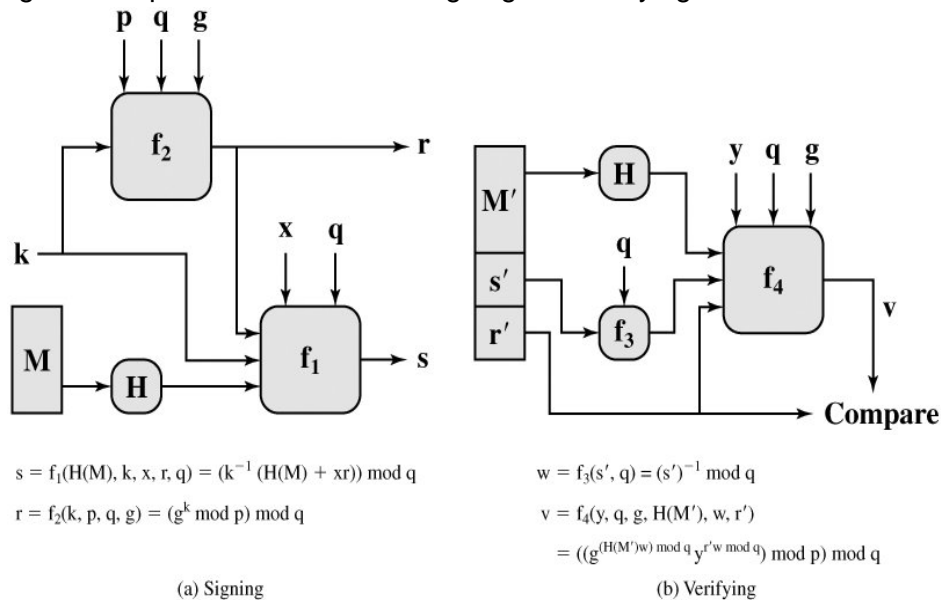 p q g
f₂
r
k
x q
M
H
f₁
s
s = f₁(H(M), k, x, r, q) = (k⁻¹ (H(M) + xr)) mod q
r = f₂(k, p, q, g) = (gᵏ mod p) mod q
(a) Signing
M′
s′
r′
H
q
f₃
y q g
f₄
v
Compare
w = f₃(s′, q) = (s′)⁻¹ mod q
v = f₄(y, q, g, H(M′), w, r′)
= ((g^(H(M′)w) mod q y^r′w mod q) mod p) mod q
(b) Verifying